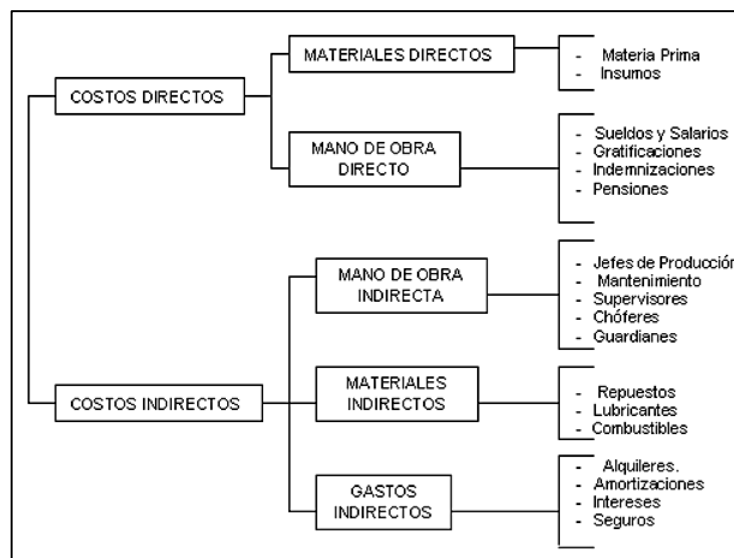 COSTOS DIRECTOS
MATERIALES DIRECTOS
- Materia Prima
- Insumos
MANO DE OBRA
DIRECTO
- Sueldos y Salarios
- Gratificaciones
- Indemnizaciones
- Pensiones
COSTOS INDIRECTOS
MANO DE OBRA
INDIRECTA
- Jefes de Producción
- Mantenimiento
- Supervisores
- Chóferes
- Guardianes
MATERIALES
INDIRECTOS
- Repuestos
- Lubricantes
- Combustibles
GASTOS
INDIRECTOS
- Alquileres.
- Amortizaciones
- Intereses
- Seguros